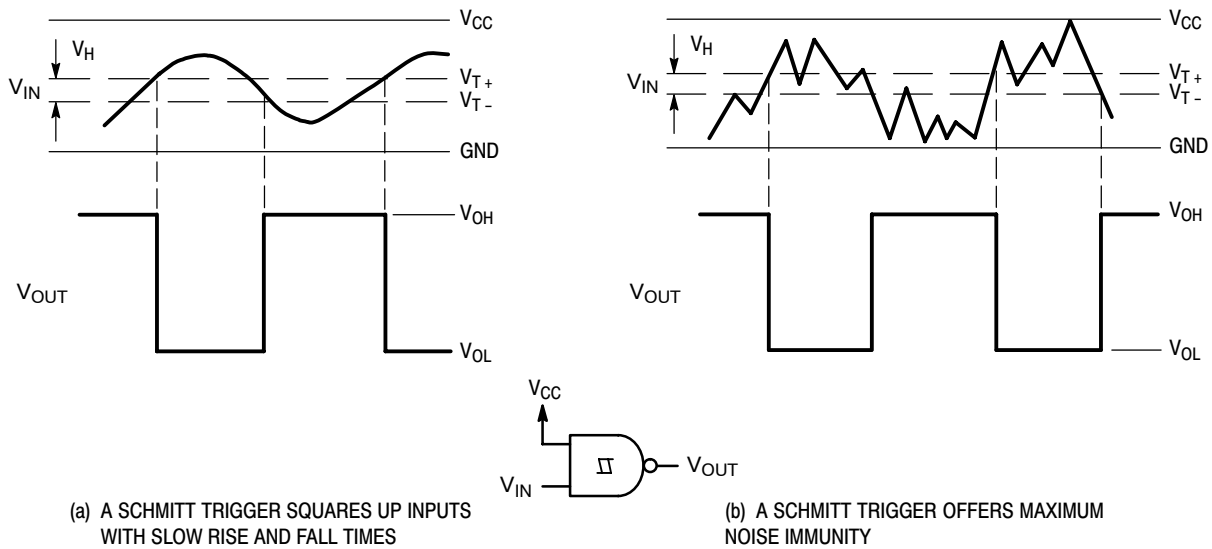 VCC
VH
VIN
VT+
VT−
GND
VOH
VOUT
VOL
VCC
VH
VIN
VT+
VT−
GND
VOH
VOUT
VOL
VCC
VIN
VOUT
(a) A SCHMITT TRIGGER SQUARES UP INPUTS
WITH SLOW RISE AND FALL TIMES
(b) A SCHMITT TRIGGER OFFERS MAXIMUM
NOISE IMMUNITY